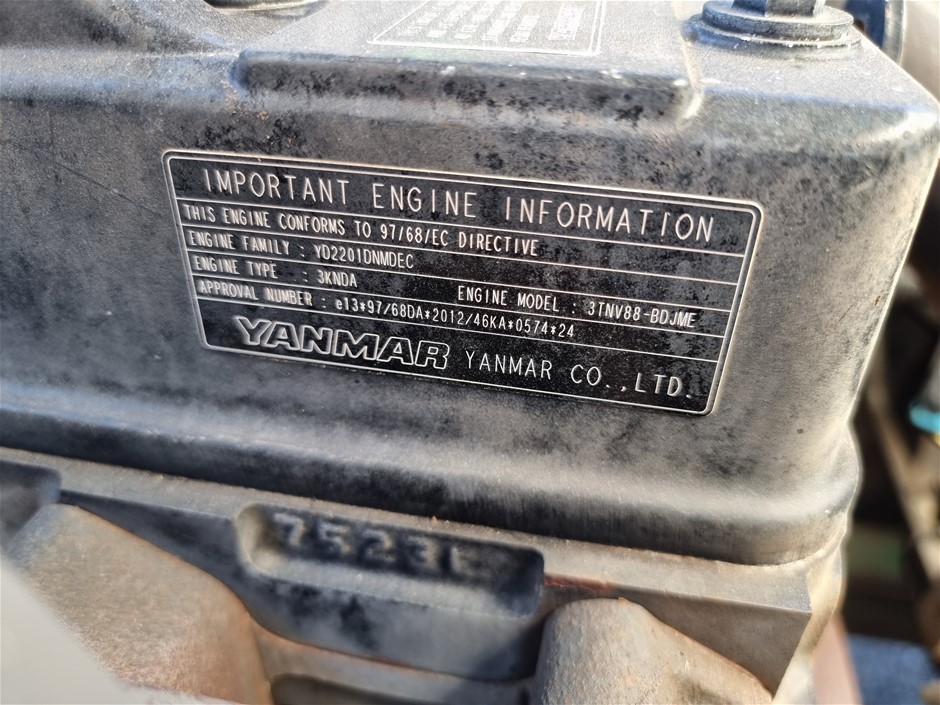 IMPORTANT ENGINE INFORMATION
THIS ENGINE CONFORMS TO 97/68/EC DIRECTIVE
ENGINE FAMILY : YD2201DNMDEC
ENGINE TYPE : 3KNDA ENGINE MODEL : 3TNV88-BDJME
APPROVAL NUMBER : e13*97/68DA*2012/46KA*0574*24
YANMAR YANMAR CO.,LTD.